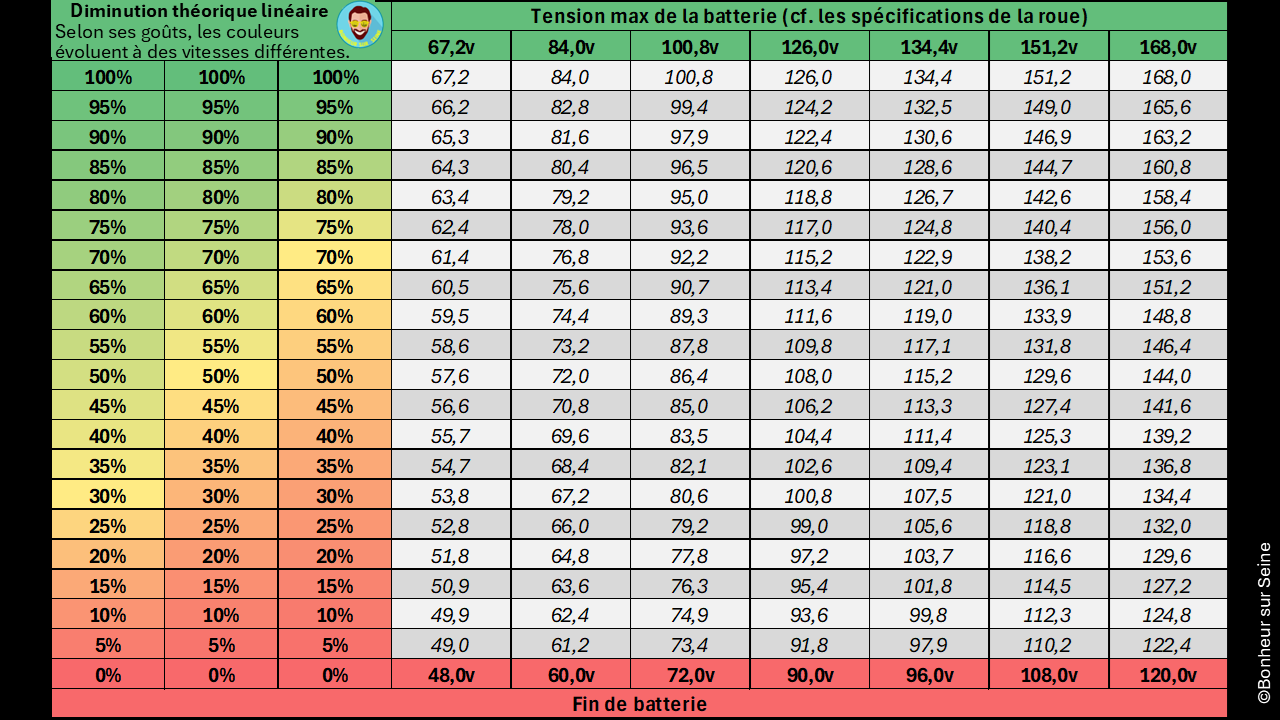 Diminution théorique linéaire
Selon ses goûts, les couleurs
évoluent à des vitesses différentes.
Tension max de la batterie (cf. les spécifications de la roue)
67,2v 84,0v 100,8v 126,0v 134,4v 151,2v 168,0v
100% 100% 100% 67,2 84,0 100,8 126,0 134,4 151,2 168,0
95% 95% 95% 66,2 82,8 99,4 124,2 132,5 149,0 165,6
90% 90% 90% 65,3 81,6 97,9 122,4 130,6 146,9 163,2
85% 85% 85% 64,3 80,4 96,5 120,6 128,6 144,7 160,8
80% 80% 80% 63,4 79,2 95,0 118,8 126,7 142,6 158,4
75% 75% 75% 62,4 78,0 93,6 117,0 124,8 140,4 156,0
70% 70% 70% 61,4 76,8 92,2 115,2 122,9 138,2 153,6
65% 65% 65% 60,5 75,6 90,7 113,4 121,0 136,1 151,2
60% 60% 60% 59,5 74,4 89,3 111,6 119,0 133,9 148,8
55% 55% 55% 58,6 73,2 87,8 109,8 117,1 131,8 146,4
50% 50% 50% 57,6 72,0 86,4 108,0 115,2 129,6 144,0
45% 45% 45% 56,6 70,8 85,0 106,2 113,3 127,4 141,6
40% 40% 40% 55,7 69,6 83,5 104,4 111,4 125,3 139,2
35% 35% 35% 54,7 68,4 82,1 102,6 109,4 123,1 136,8
30% 30% 30% 53,8 67,2 80,6 100,8 107,5 121,0 134,4
25% 25% 25% 52,8 66,0 79,2 99,0 105,6 118,8 132,0
20% 20% 20% 51,8 64,8 77,8 97,2 103,7 116,6 129,6
15% 15% 15% 50,9 63,6 76,3 95,4 101,8 114,5 127,2
10% 10% 10% 49,9 62,4 74,9 93,6 99,8 112,3 124,8
5% 5% 5% 49,0 61,2 73,4 91,8 97,9 110,2 122,4
0% 0% 0% 48,0v 60,0v 72,0v 90,0v 96,0v 108,0v 120,0v
Fin de batterie
©Bonheur sur Seine